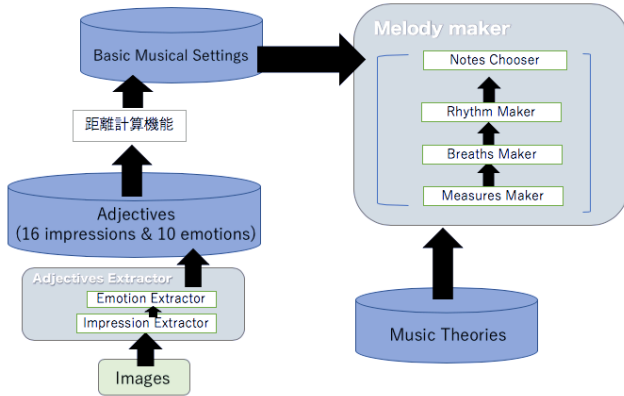 Basic Musical Settings
距離計算機能
Adjectives
(16 impressions & 10 emotions)
Adjectives Extractor
Emotion Extractor
Impression Extractor
Images
Melody maker
Notes Chooser
Rhythm Maker
Breaths Maker
Measures Maker
Music Theories